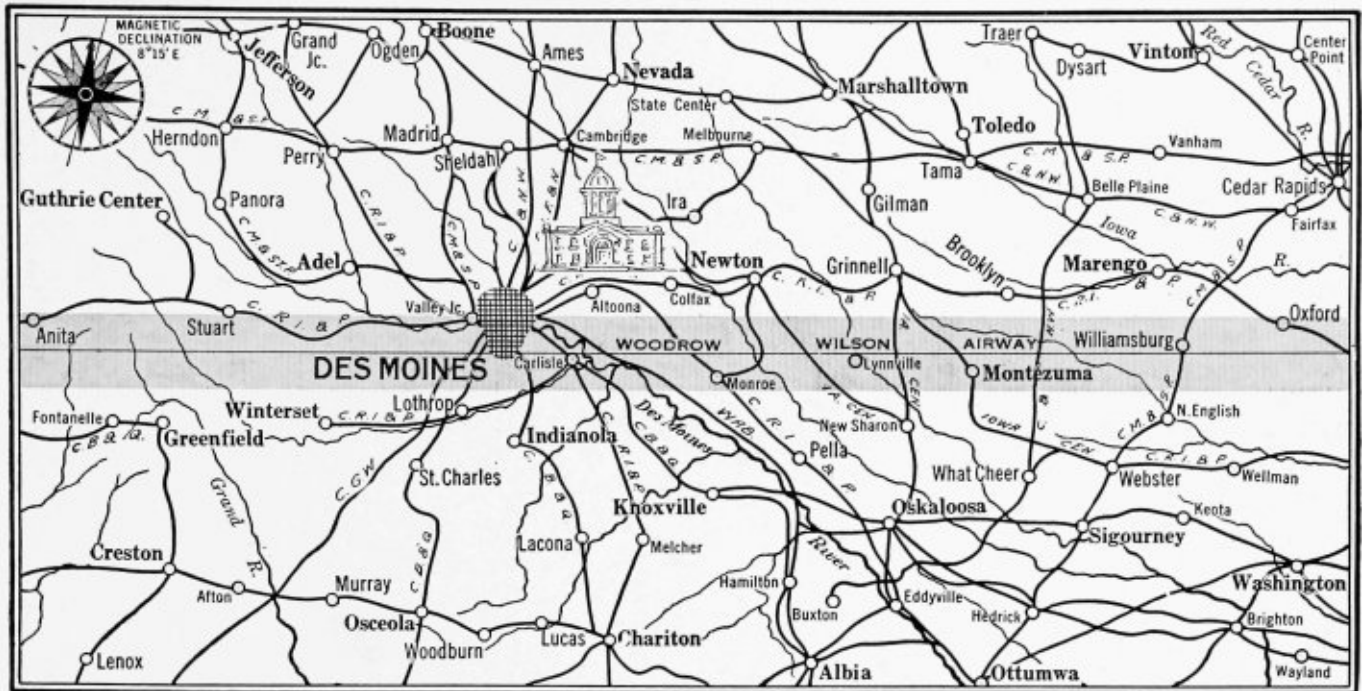 MAGNETIC
DECLINATION
8°15' E
Jefferson
Grand
Jc.
Ogden
Boone
Ames
Nevada
State Center
Marshalltown
Traer
Dysart
Vinton
Red
Cedar
R.
Center
Point
Herndon
C. M. & S.P.
Perry
Madrid
Sheldahl
Cambridge
Melbourne
C. M. & S.P.
Toledo
Tama
C. M. & S.P.
Vanham
C & N.W.
Belle Plaine
Cedar Rapids
Guthrie Center
Panora
C. R. I. & P.
Ira
Gilman
C. & N. W.
Fairfax
C M. & ST. P
Adel
C M. & S. P.
Newton
Grinnell
Brooklyn
Iowa
R.
Marengo
Valley Jc.
Altoona
Colfax
C. R. I. & P.
C. R. I. & P.
Oxford
Anita
Stuart
C. R. I. & P.
DES MOINES
Carlisle
WOODROW
WILSON
AIRWAY
Williamsburg
Lynnville
Montezuma
Monroe
Fontanelle
Greenfield
C B & Q.
Winterset
C. R. I. & P.
Lothrop
Indianola
Des Moines
River
W R B
C R I & P
IA. CEN
CEN
New Sharon
IOWA
CEN
C. M. & S. P.
N. English
C. G W
St. Charles
C. B & Q
C. R I & P
C B & Q
Knoxville
Pella
What Cheer
Webster
C. R. I. & P.
Wellman
Grand
R.
Creston
Afton
Murray
C B & Q
Osceola
Woodburn
Lacona
Melcher
Lucas
Chariton
Hamilton
Buxton
Oskaloosa
Eddyville
Hedrick
Sigourney
Keota
Washington
Brighton
Lenox
Albia
Ottumwa
Wayland